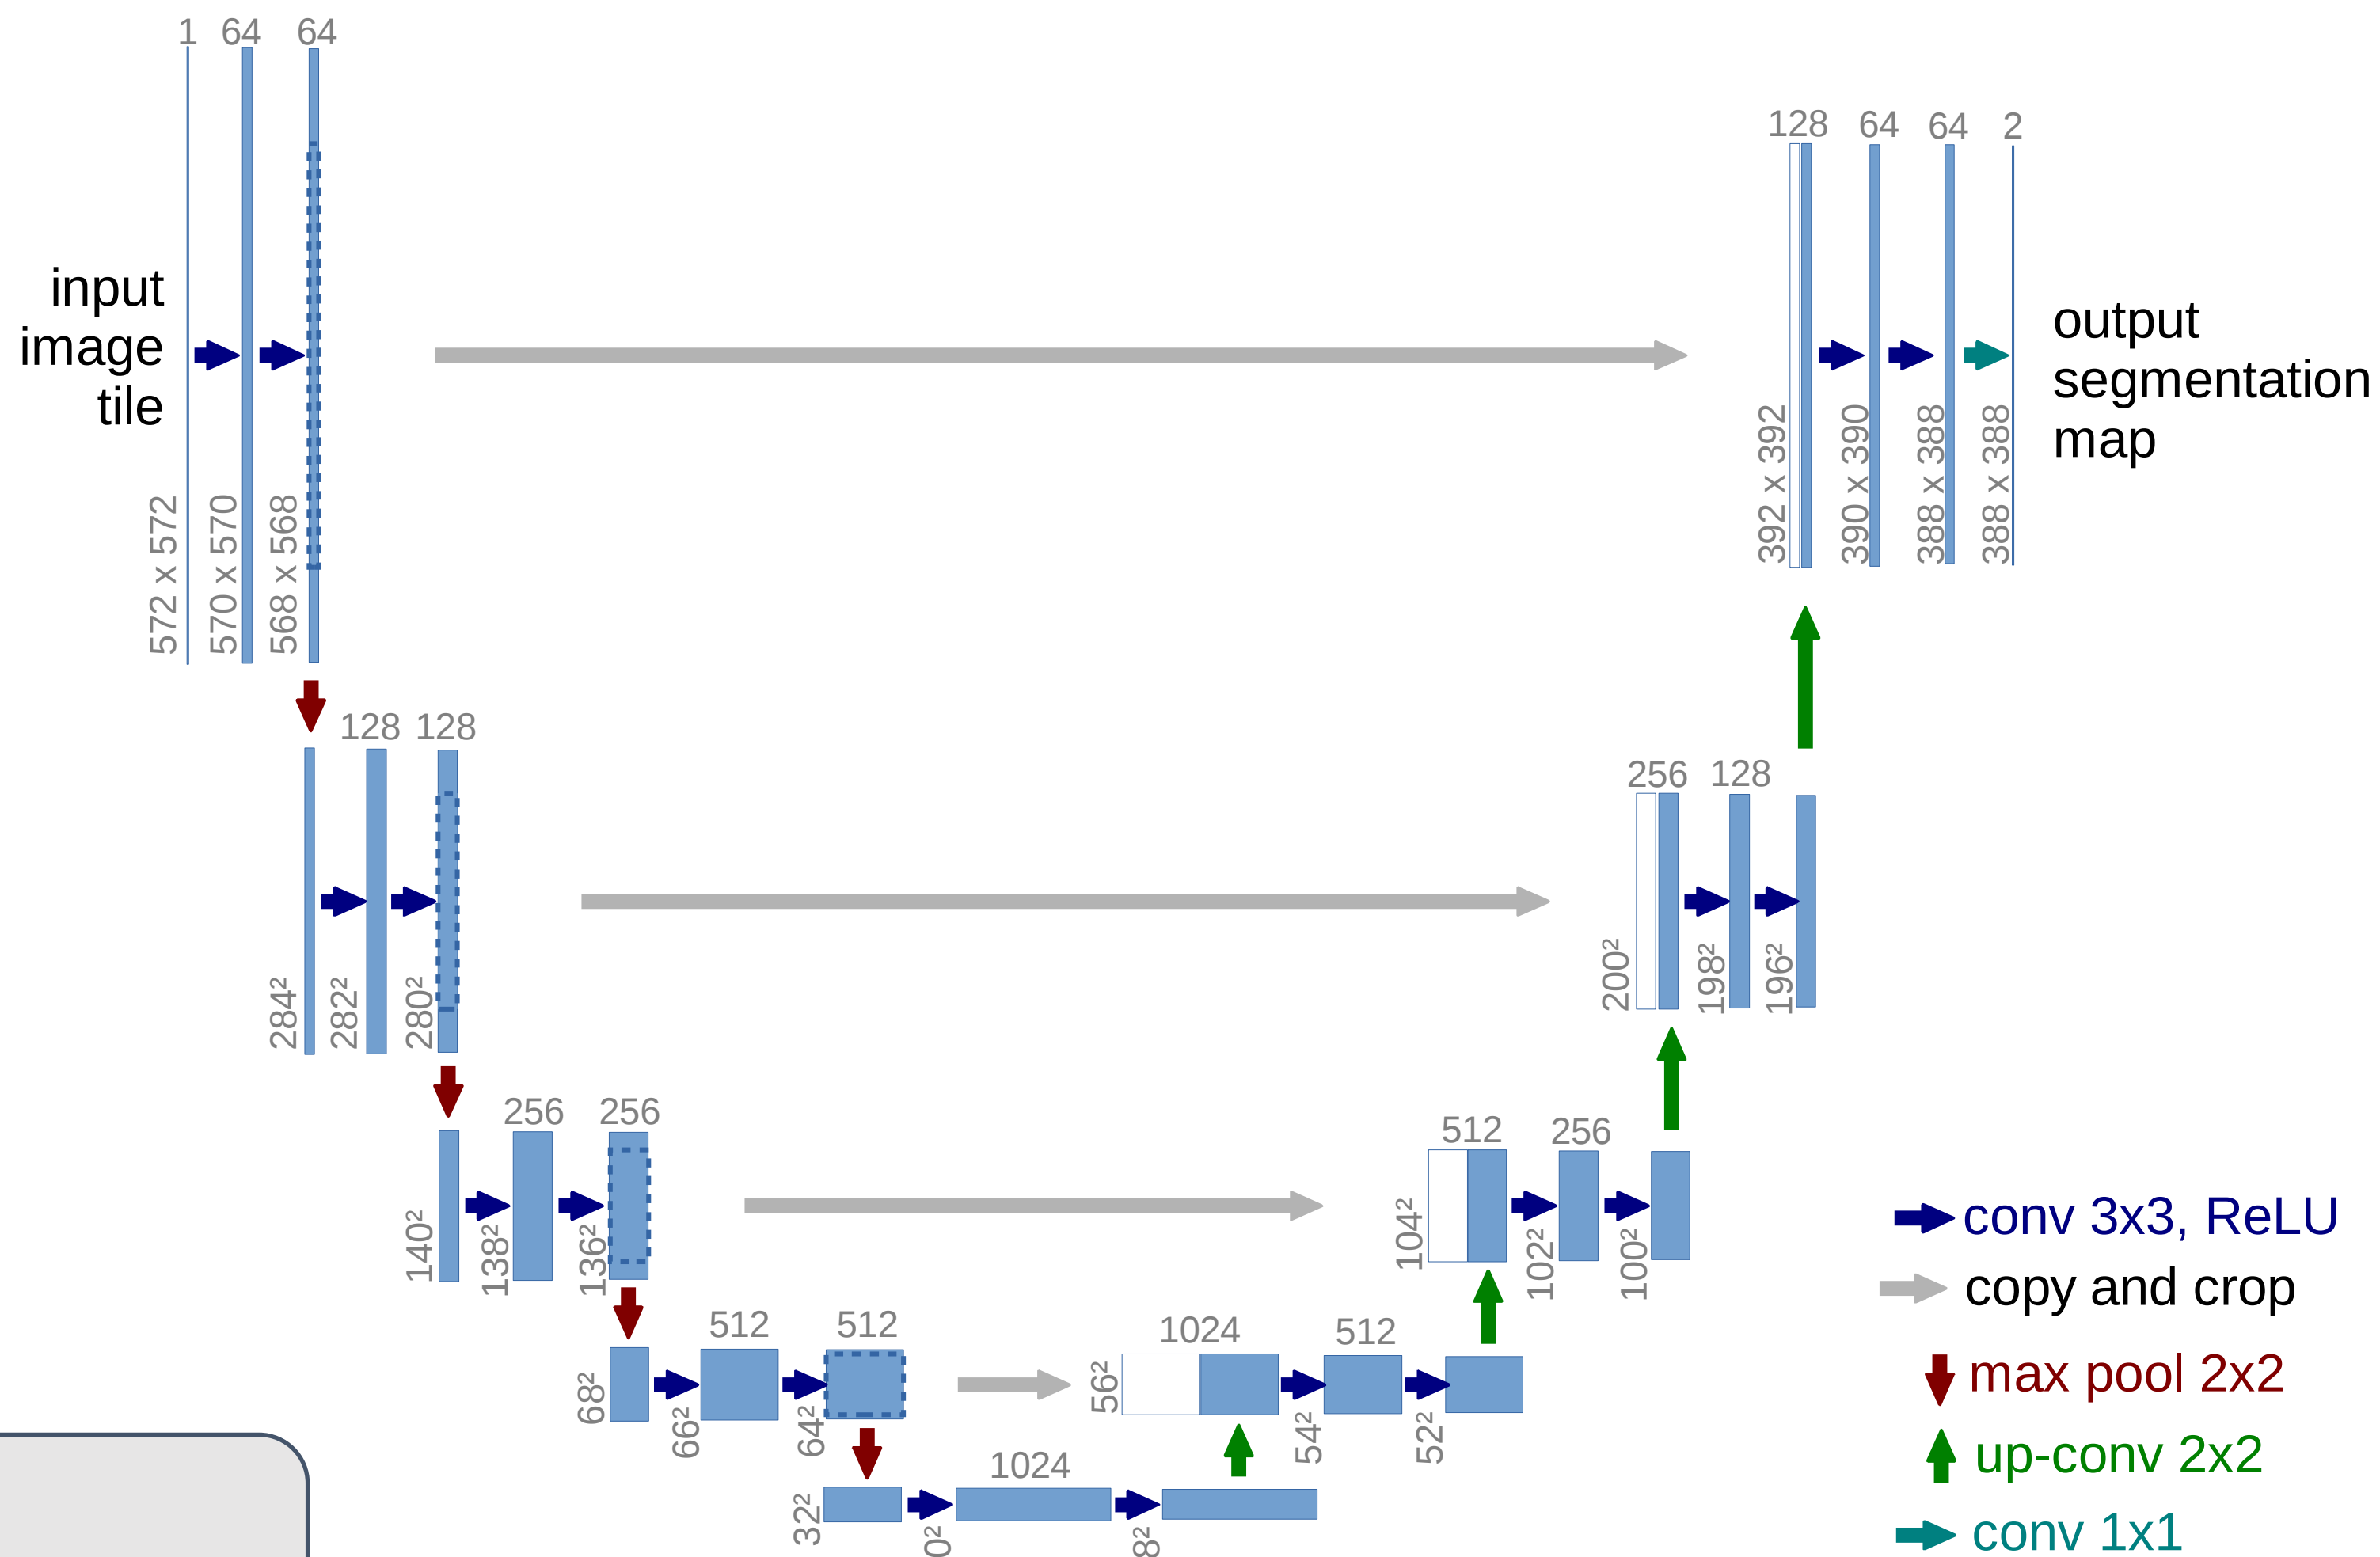 1 64 64
input
image
tile
572 x 572
570 x 570
568 x 568
128 64 64 2
output
segmentation
map
392 x 392
390 x 390
388 x 388
388 x 388
128 128
284²
282²
280²
256 128
200²
198²
196²
256 256
140²
138²
136²
512 256
104²
102²
100²
512 512
68²
66²
64²
1024 512
56²
54²
52²
1024
32²
0²
8²
conv 3x3, ReLU
copy and crop
max pool 2x2
up-conv 2x2
conv 1x1